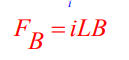 i
F_B = iLB